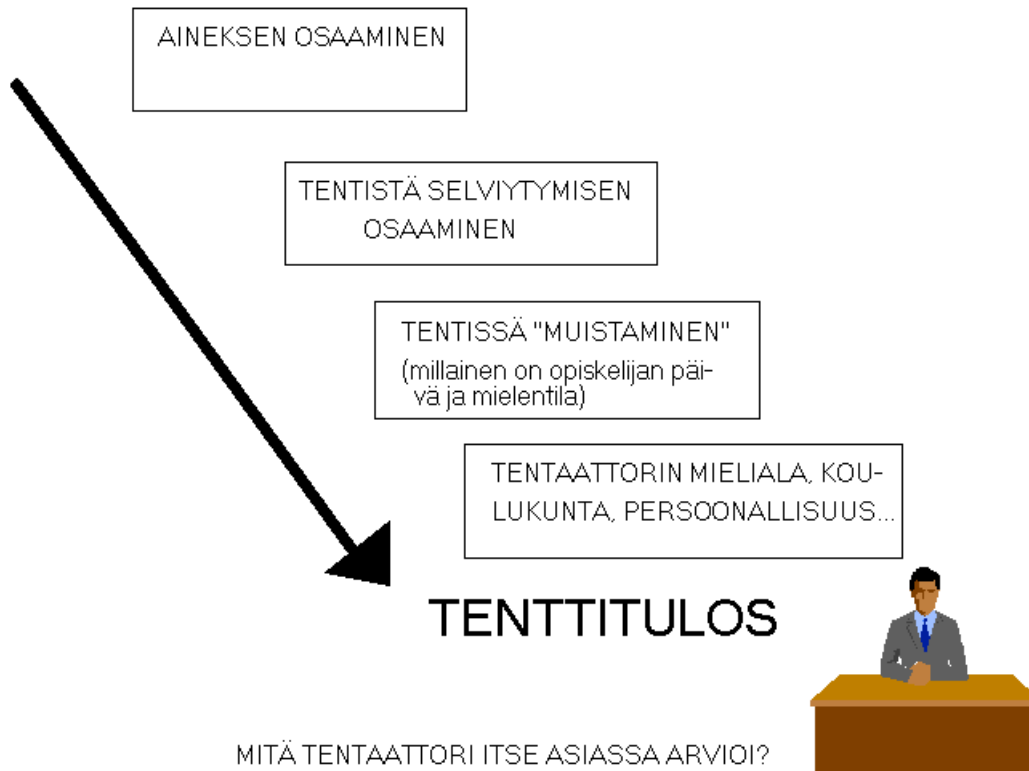 AINEKSEN OSAAMINEN
TENTISTÄ SELVIYTYMISEN
OSAAMINEN
TENTISSÄ "MUISTAMINEN"
(millainen on opiskelijan päi-
vä ja mielentila)
TENTAATTORIN MIELIALA, KOU-
LUKUNTA, PERSOONALLISUUS...
TENTTITULOS
MITÄ TENTAATTORI ITSE ASIASSA ARVIOI?